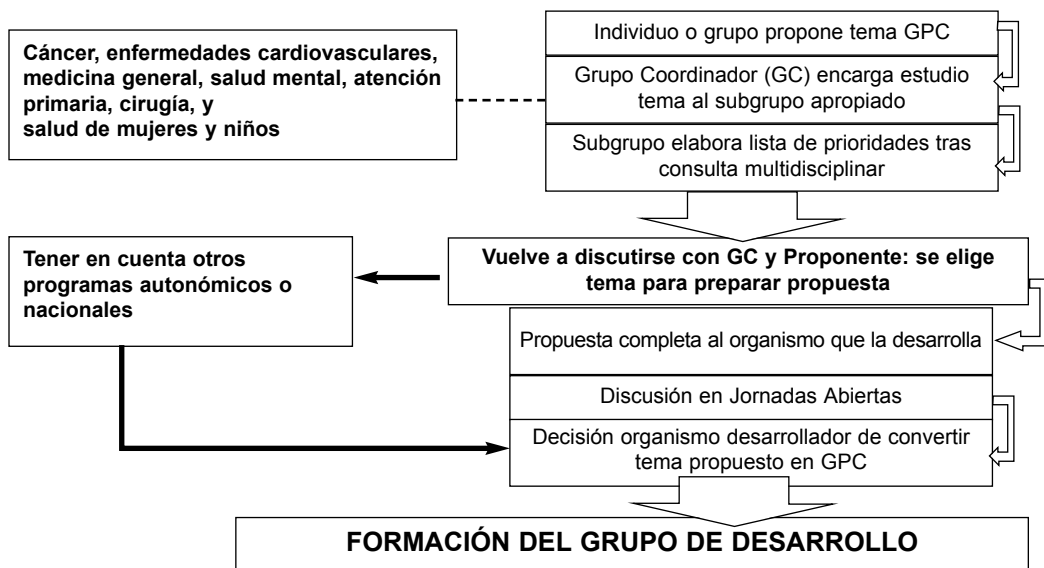 Cáncer, enfermedades cardiovasculares,
medicina general, salud mental, atención
primaria, cirugía, y
salud de mujeres y niños
Individuo o grupo propone tema GPC
Grupo Coordinador (GC) encarga estudio
tema al subgrupo apropiado
Subgrupo elabora lista de prioridades tras
consulta multidisciplinar
Vuelve a discutirse con GC y Proponente: se elige
tema para preparar propuesta
Tener en cuenta otros
programas autonómicos o
nacionales
Propuesta completa al organismo que la desarrolla
Discusión en Jornadas Abiertas
Decisión organismo desarrollador de convertir
tema propuesto en GPC
FORMACIÓN DEL GRUPO DE DESARROLLO